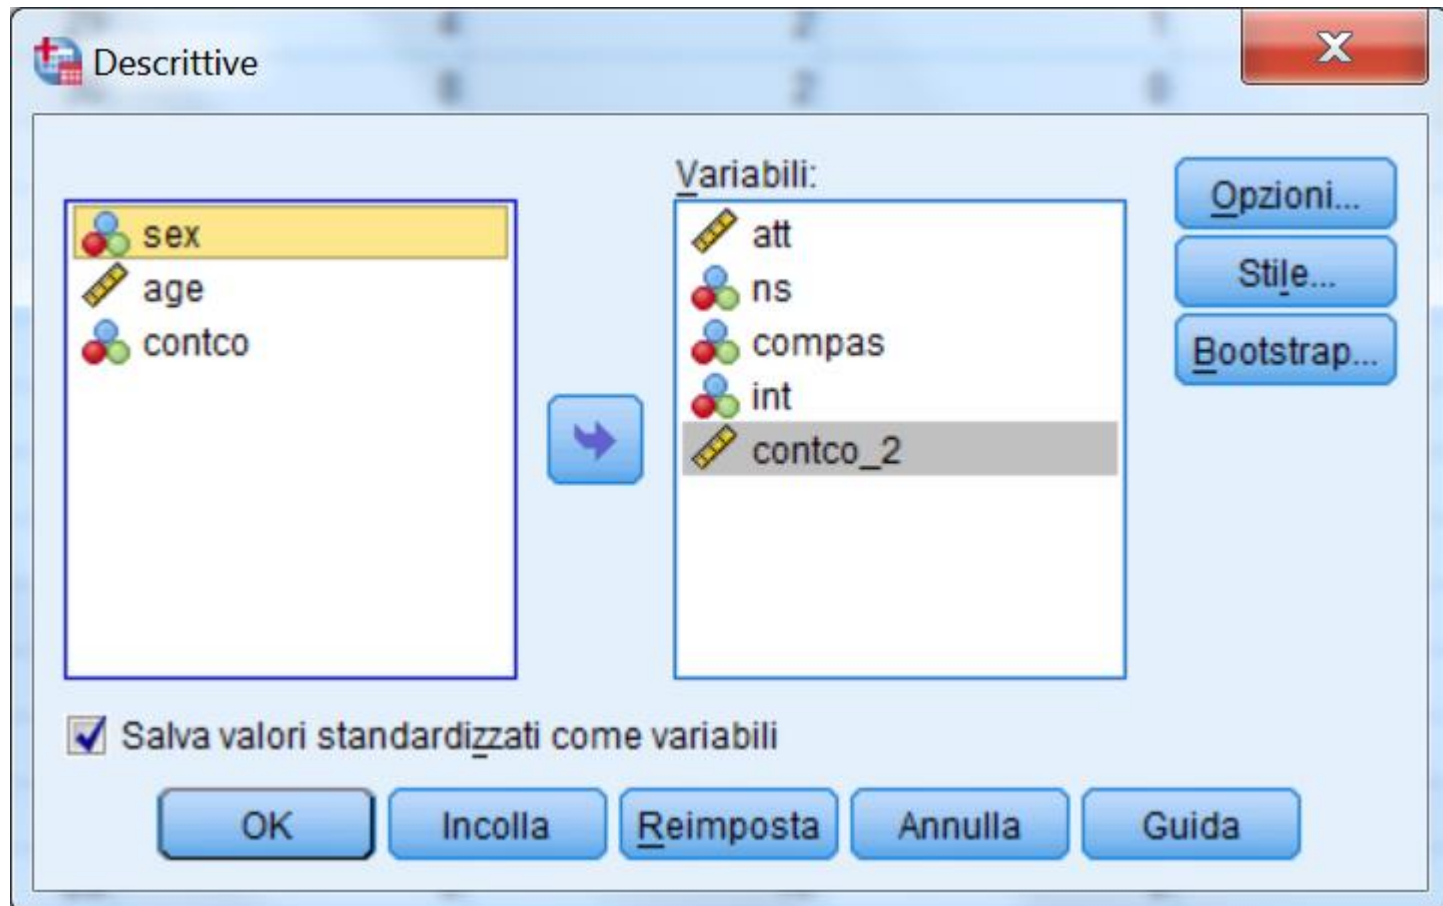 Descrittive
Variabili:
sex
age
contco
att
ns
compas
int
contco_2
Opzioni...
Stile...
Bootstrap...
Salva valori standardizzati come variabili
OK
Incolla
Reimposta
Annulla
Guida